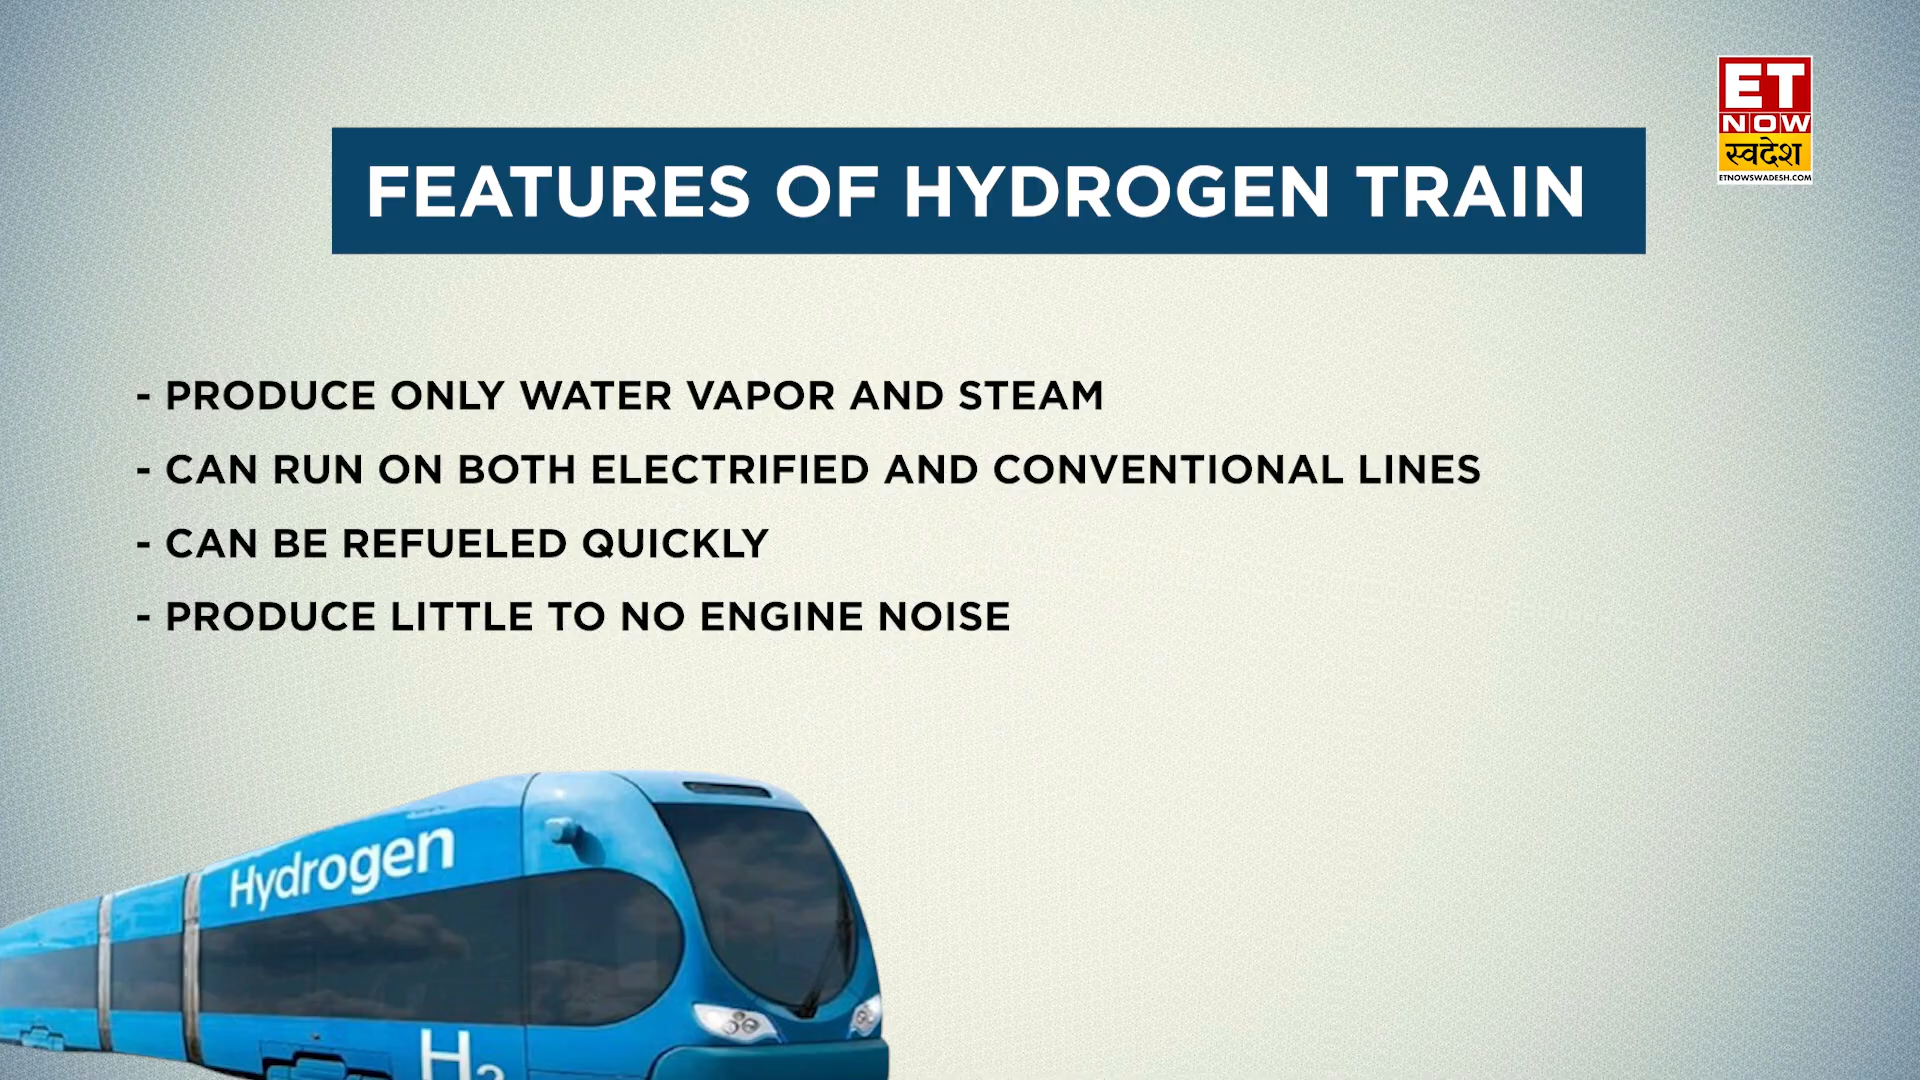 ET
NOW
स्वदेश
ETNOWSWADESH.COM
FEATURES OF HYDROGEN TRAIN
- PRODUCE ONLY WATER VAPOR AND STEAM
- CAN RUN ON BOTH ELECTRIFIED AND CONVENTIONAL LINES
- CAN BE REFUELED QUICKLY
- PRODUCE LITTLE TO NO ENGINE NOISE
Hydrogen
H2